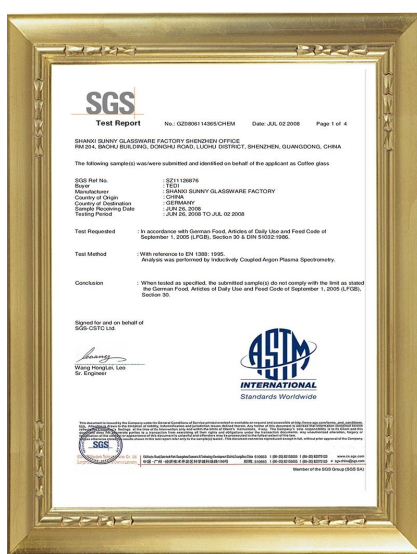 SGS
Test Report No.: GZ0806114365/CHEM Date: JUL 02 2008 Page 1 of 4
SHANXI SUNNY GLASSWARE FACTORY SHENZHEN OFFICE
RM 204, BAOHU BUILDING, DONGHU ROAD, LUOHU DISTRICT, SHENZHEN, GUANGDONG, CHINA
The following sample(s) was/were submitted and identified on behalf of the applicant as Coffee glass
SGS Ref No. : SZ11126876
Buyer : TEDI
Manufacturer : SHANXI SUNNY GLASSWARE FACTORY
Country of Origin : CHINA
Country of Destination : GERMANY
Sample Receiving Date : JUN 26, 2008
Testing Period : JUN 26, 2008 TO JUL 02 2008
Test Requested : In accordance with German Food, Articles of Daily Use and Feed Code of
September 1, 2005 (LFGB), Section 30 & DIN 51032:1986.
Test Method : With reference to EN 1388: 1995.
Analysis was performed by Inductively Coupled Argon Plasma Spectrometry.
Conclusion : When tested as specified, the submitted sample(s) do not comply with the limit as stated
the German Food, Articles of Daily Use and Feed Code of September 1, 2005 (LFGB),
Section 30.
Signed for and on behalf of
SGS-CSTC Ltd.
Wang HongLei, Leo
Sr. Engineer
ASTM
INTERNATIONAL
Standards Worldwide
SGS
Member of the SGS Group (SGS SA)